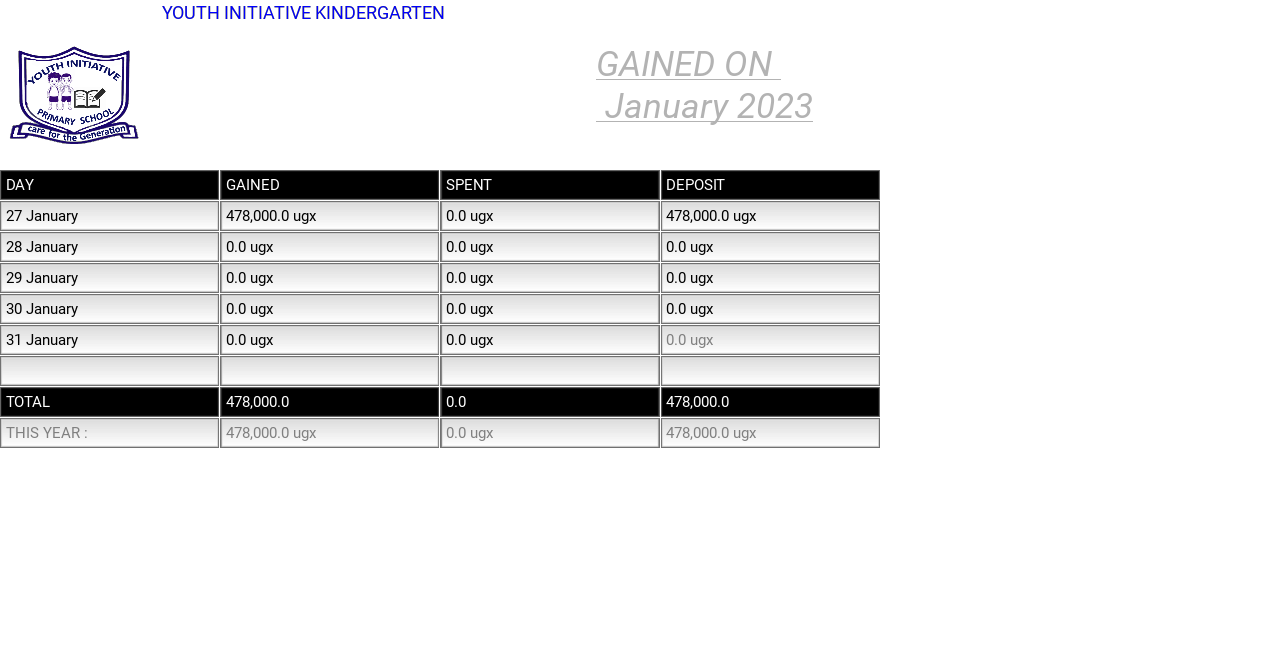 YOUTH INITIATIVE KINDERGARTEN
YOUTH INITIATIVE
PRIMARY SCHOOL
care for the Generation
GAINED ON
January 2023
DAY GAINED SPENT DEPOSIT
27 January 478,000.0 ugx 0.0 ugx 478,000.0 ugx
28 January 0.0 ugx 0.0 ugx 0.0 ugx
29 January 0.0 ugx 0.0 ugx 0.0 ugx
30 January 0.0 ugx 0.0 ugx 0.0 ugx
31 January 0.0 ugx 0.0 ugx 0.0 ugx
TOTAL 478,000.0 0.0 478,000.0
THIS YEAR : 478,000.0 ugx 0.0 ugx 478,000.0 ugx